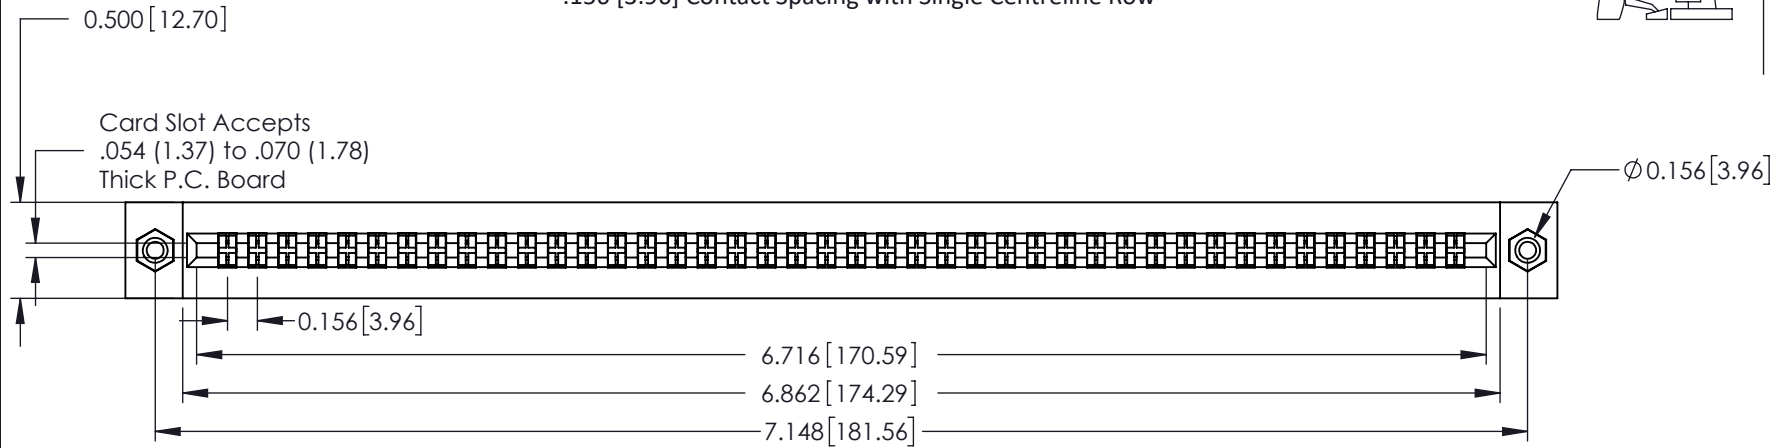 .156 [3.96] Contact Spacing with Single Centreline Row
0.500 [12.70]
Card Slot Accepts
.054 (1.37) to .070 (1.78)
Thick P.C. Board
Ø0.156[3.96]
0.156[3.96]
6.716[170.59]
6.862[174.29]
7.148[181.56]